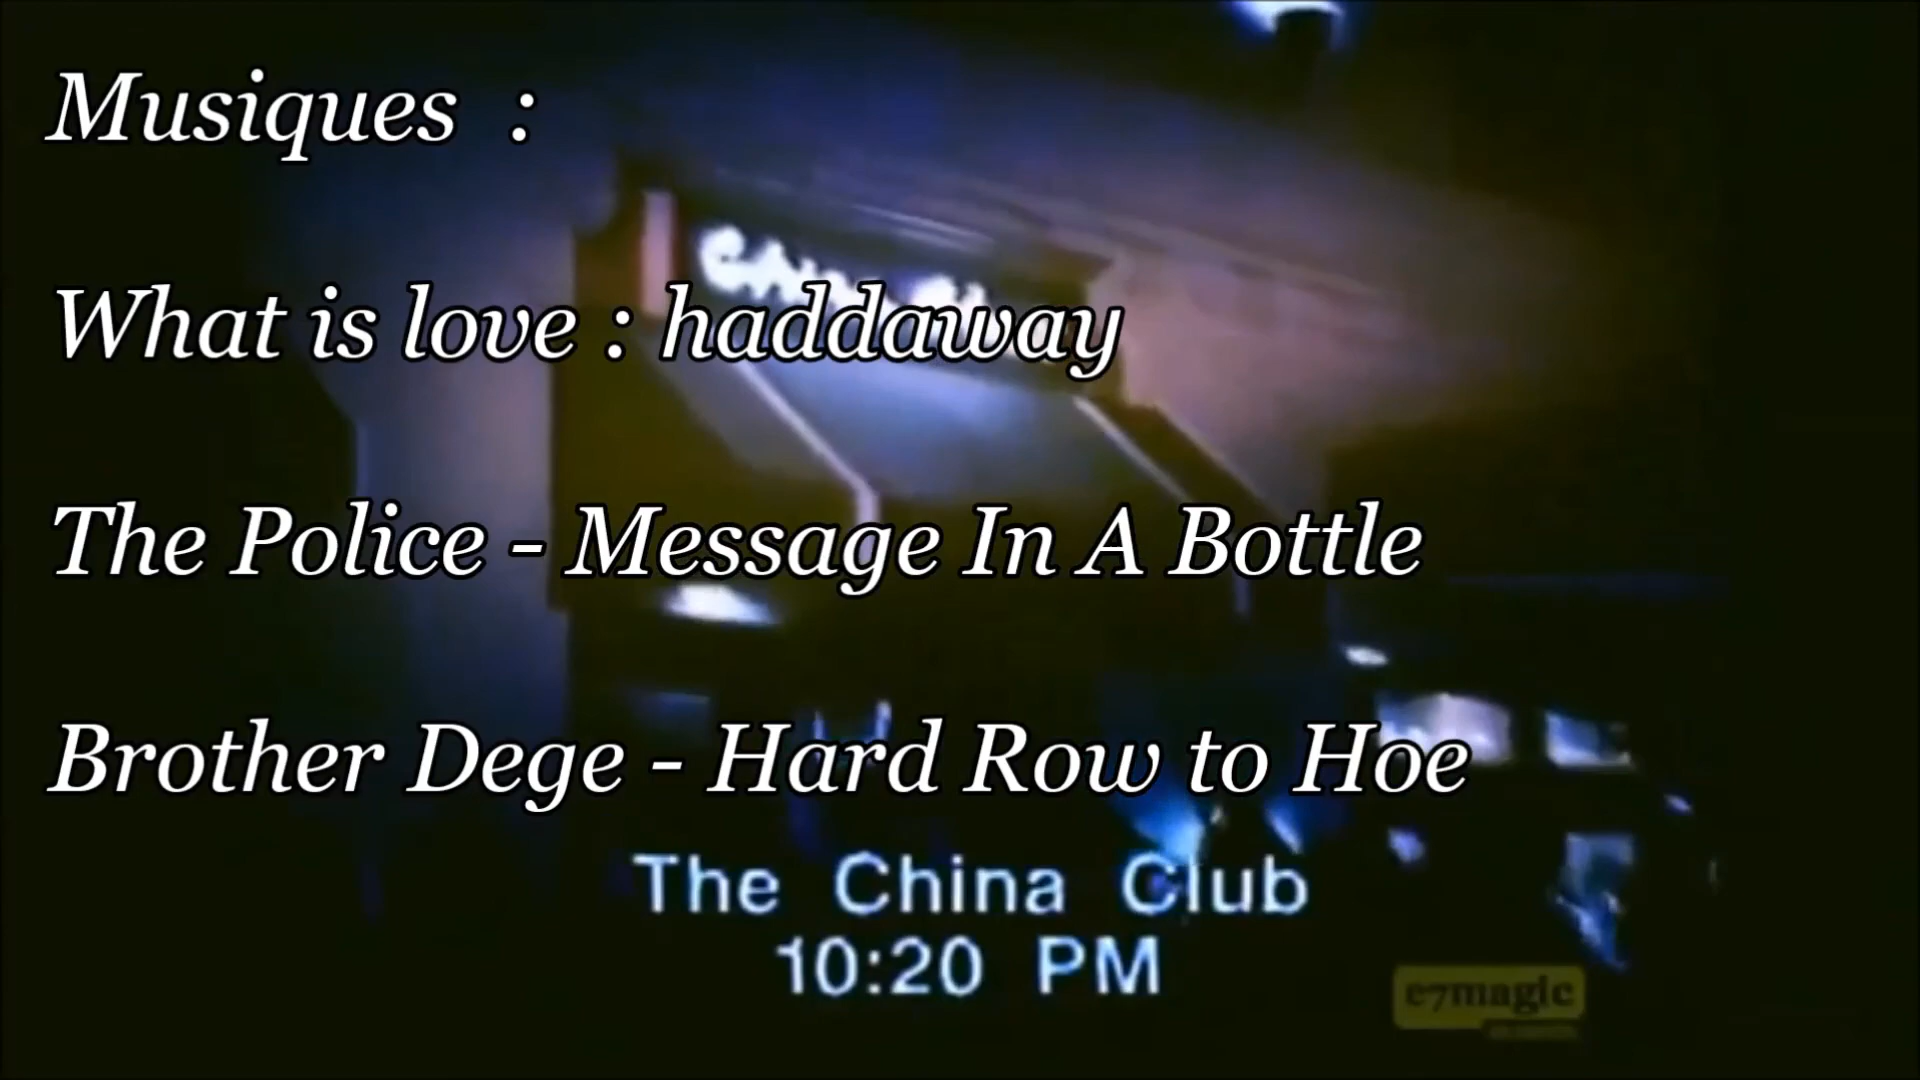 Musiques :
What is love : haddaway
The Police - Message In A Bottle
Brother Dege - Hard Row to Hoe
The China Club
10:20 PM
e7magic